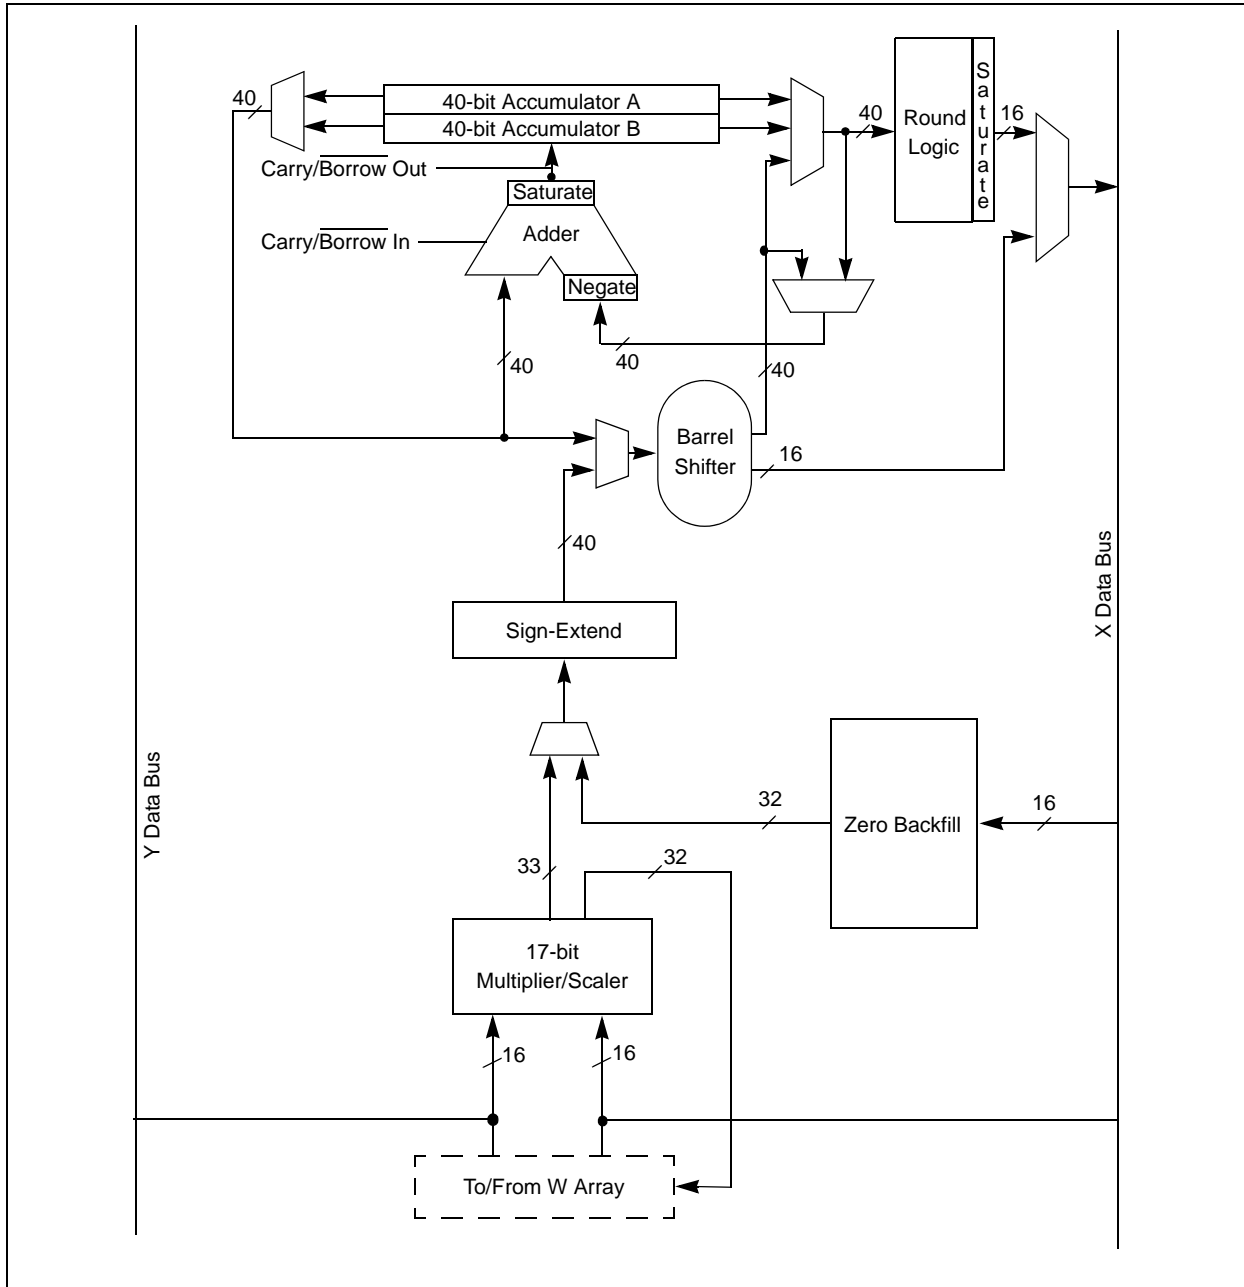 40
40-bit Accumulator A
40-bit Accumulator B
40
Round
Logic
Saturate
16
Carry/Borrow Out
Saturate
Carry/Borrow In
Adder
Negate
40
40
40
Barrel
Shifter
16
40
Sign-Extend
X Data Bus
Y Data Bus
32
Zero Backfill
16
33
32
17-bit
Multiplier/Scaler
16
16
To/From W Array